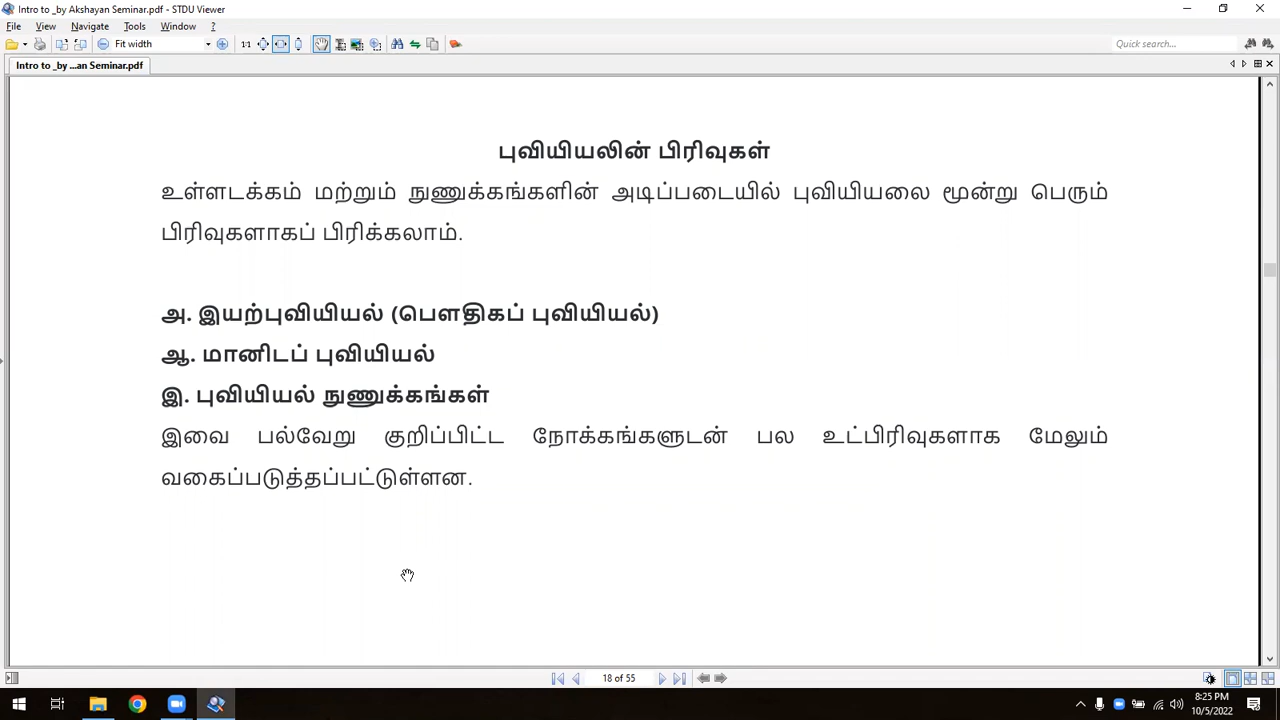 Intro to _by Akshayan Seminar.pdf - STDU Viewer
File View Navigate Tools Window ?
Fit width 1:1 Quick search...
Intro to _by ...an Seminar.pdf
புவியியலின் பிரிவுகள்
உள்ளடக்கம் மற்றும் நுணுக்கங்களின் அடிப்படையில் புவியியலை மூன்று பெரும்
பிரிவுகளாகப் பிரிக்கலாம்.
அ. இயற்புவியியல் (பௌதிகப் புவியியல்)
ஆ. மானிடப் புவியியல்
இ. புவியியல் நுணுக்கங்கள்
இவை பல்வேறு குறிப்பிட்ட நோக்கங்களுடன் பல உட்பிரிவுகளாக மேலும்
வகைப்படுத்தப்பட்டுள்ளன.
18 of 55
8:25 PM
10/5/2022